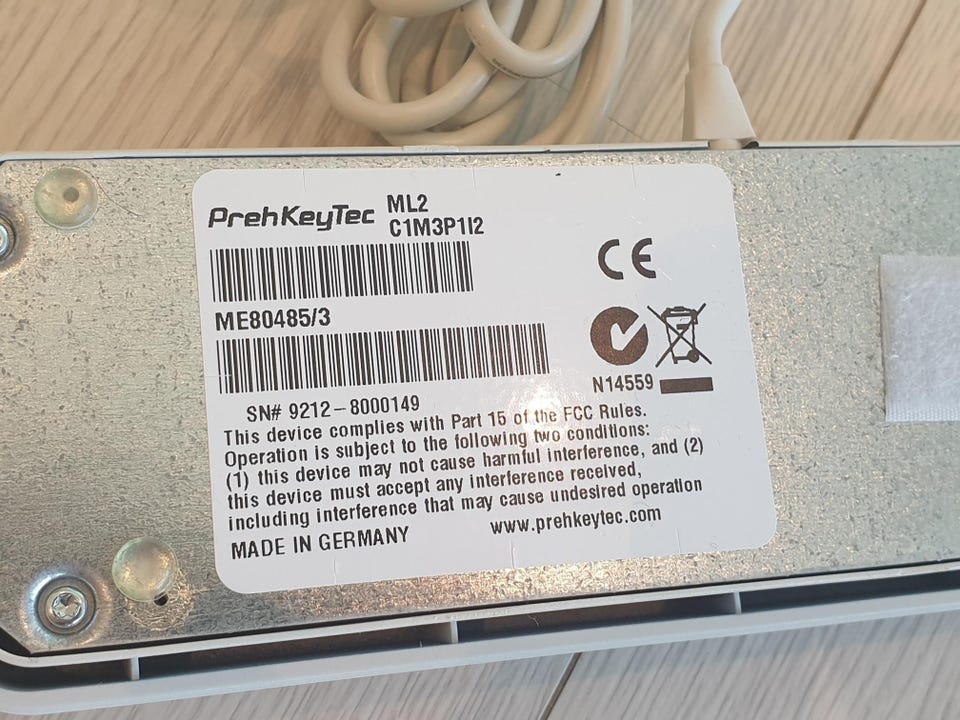 PrehKeyTec ML2
C1M3P1I2
CE
ME80485/3
N14559
SN# 9212-8000149
This device complies with Part 15 of the FCC Rules.
Operation is subject to the following two conditions:
(1) this device may not cause harmful interference, and (2)
this device must accept any interference received,
including interference that may cause undesired operation
MADE IN GERMANY www.prehkeytec.com